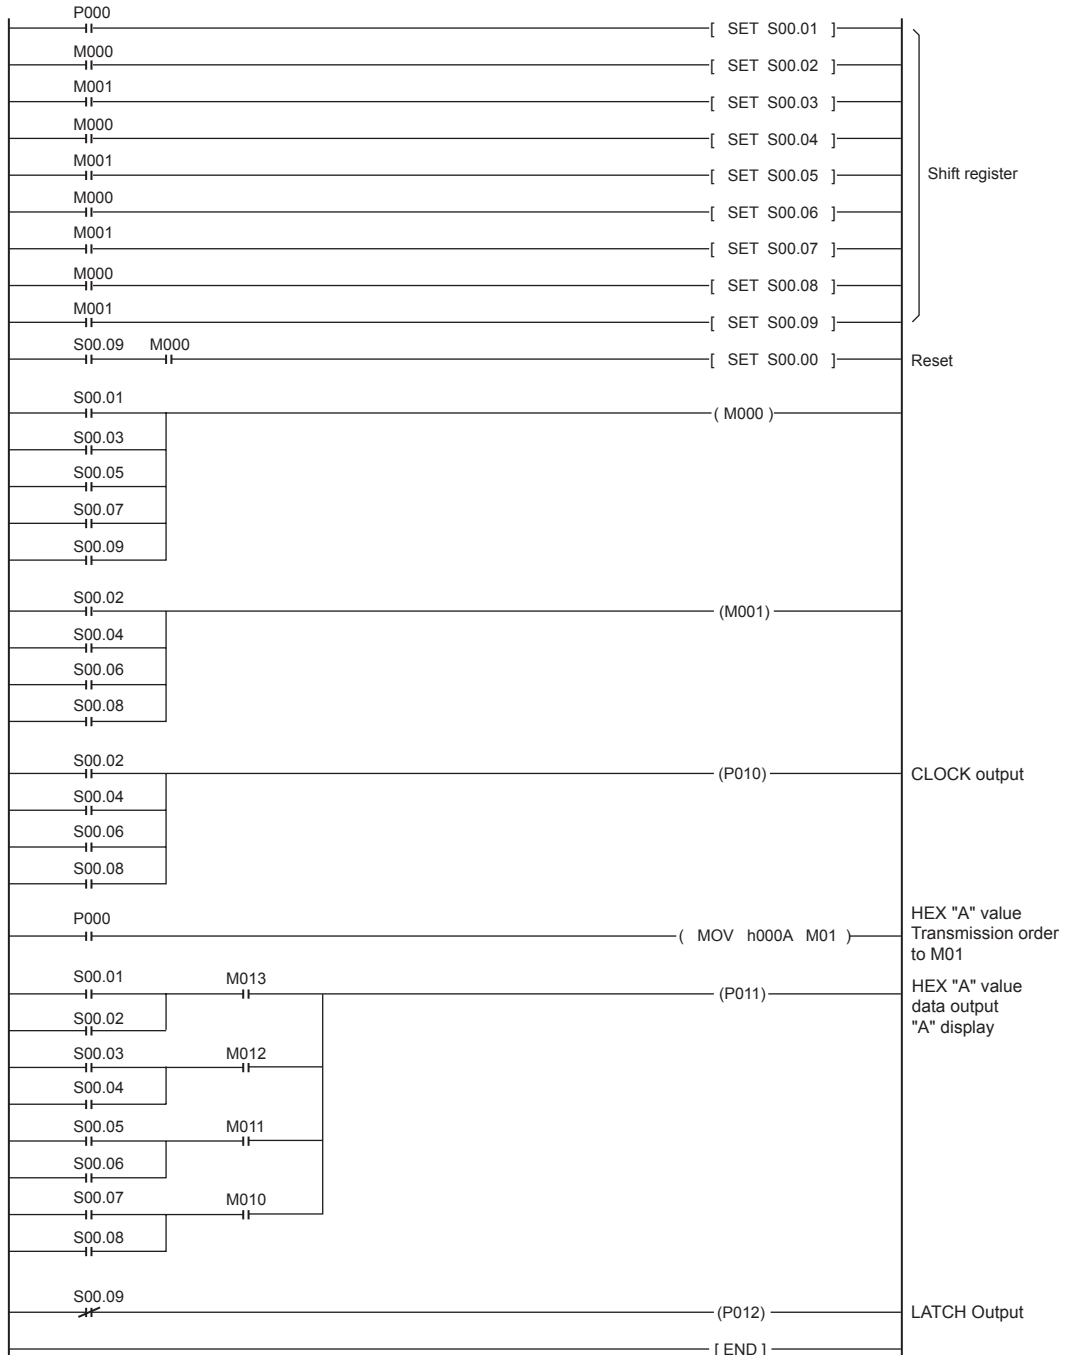 P000
[ SET S00.01 ]
M000
[ SET S00.02 ]
M001
[ SET S00.03 ]
M000
[ SET S00.04 ]
M001
[ SET S00.05 ]
Shift register
M000
[ SET S00.06 ]
M001
[ SET S00.07 ]
M000
[ SET S00.08 ]
M001
[ SET S00.09 ]
S00.09 M000
[ SET S00.00 ]
Reset
S00.01
( M000 )
S00.03
S00.05
S00.07
S00.09
S00.02
(M001)
S00.04
S00.06
S00.08
S00.02
(P010)
CLOCK output
S00.04
S00.06
S00.08
P000
( MOV h000A M01 )
HEX "A" value
Transmission order
to M01
S00.01 M013
(P011)
HEX "A" value
data output
"A" display
S00.02
S00.03 M012
S00.04
S00.05 M011
S00.06
S00.07 M010
S00.08
S00.09
(P012)
LATCH Output
[ END ]